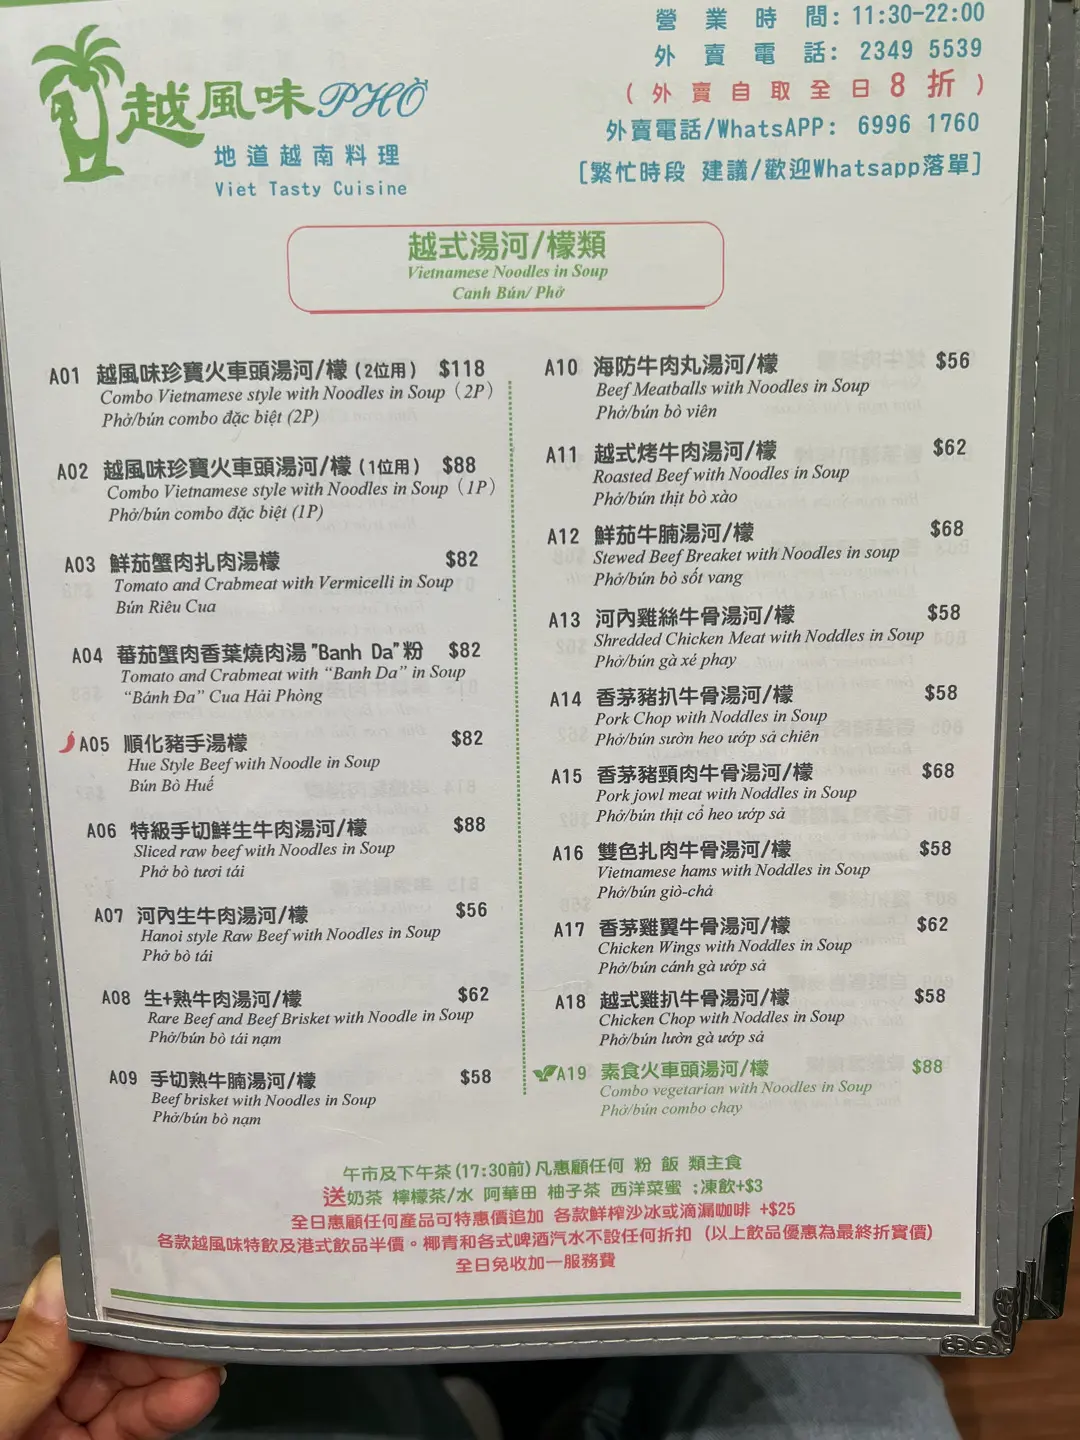 越風味 PHỞ
地道越南料理
Viet Tasty Cuisine
營業時間: 11:30-22:00
外賣電話: 2349 5539
(外賣自取全日8折)
外賣電話/WhatsAPP: 6996 1760
[繁忙時段 建議/歡迎Whatsapp落單]
越式湯河/檬類
Vietnamese Noodles in Soup
Canh Bún/ Phở
A01 越風味珍寶火車頭湯河/檬 (2位用) $118
Combo Vietnamese style with Noodles in Soup (2P)
Phở/bún combo đặc biệt (2P)
A02 越風味珍寶火車頭湯河/檬 (1位用) $88
Combo Vietnamese style with Noodles in Soup (1P)
Phở/bún combo đặc biệt (1P)
A03 鮮茄蟹肉扎肉湯檬 $82
Tomato and Crabmeat with Vermicelli in Soup
Bún Riêu Cua
A04 蕃茄蟹肉香葉燒肉湯"Banh Da"粉 $82
Tomato and Crabmeat with "Banh Da" in Soup
"Bánh Đa" Cua Hải Phòng
A05 順化豬手湯檬 $82
Hue Style Beef with Noodle in Soup
Bún Bò Huế
A06 特級手切鮮生牛肉湯河/檬 $88
Sliced raw beef with Noodles in Soup
Phở bò tươi tái
A07 河內生牛肉湯河/檬 $56
Hanoi style Raw Beef with Noodles in Soup
Phở bò tái
A08 生+熟牛肉湯河/檬 $62
Rare Beef and Beef Brisket with Noodle in Soup
Phở/bún bò tái nạm
A09 手切熟牛腩湯河/檬 $58
Beef brisket with Noodles in Soup
Phở/bún bò nạm
A10 海防牛肉丸湯河/檬 $56
Beef Meatballs with Noodles in Soup
Phở/bún bò viên
A11 越式烤牛肉湯河/檬 $62
Roasted Beef with Noodles in Soup
Phở/bún thịt bò xào
A12 鮮茄牛腩湯河/檬 $68
Stewed Beef Breaket with Noodles in soup
Phở/bún bò sốt vang
A13 河內雞絲牛骨湯河/檬 $58
Shredded Chicken Meat with Noddles in Soup
Phở/bún gà xé phay
A14 香茅豬扒牛骨湯河/檬 $58
Pork Chop with Noddles in Soup
Phở/bún sườn heo ướp sả chiên
A15 香茅豬頸肉牛骨湯河/檬 $68
Pork jowl meat with Noddles in Soup
Phở/bún thịt cổ heo ướp sả
A16 雙色扎肉牛骨湯河/檬 $58
Vietnamese hams with Noddles in Soup
Phở/bún giò-chả
A17 香茅雞翼牛骨湯河/檬 $62
Chicken Wings with Noddles in Soup
Phở/bún cánh gà ướp sả
A18 越式雞扒牛骨湯河/檬 $58
Chicken Chop with Noddles in Soup
Phở/bún lườn gà ướp sả
A19 素食火車頭湯河/檬 $88
Combo vegetarian with Noodles in Soup
Phở/bún combo chay
午市及下午茶(17:30前)凡惠顧任何 粉 飯 類主食
送奶茶 檸檬茶/水 阿華田 柚子茶 西洋菜蜜 ;凍飲+$3
全日惠顧任何產品可特惠價追加 各款鮮榨沙冰或滴漏咖啡 +$25
各款越風味特飲及港式飲品半價。椰青和各式啤酒汽水不設任何折扣 (以上飲品優惠為最終折實價)
全日免收加一服務費